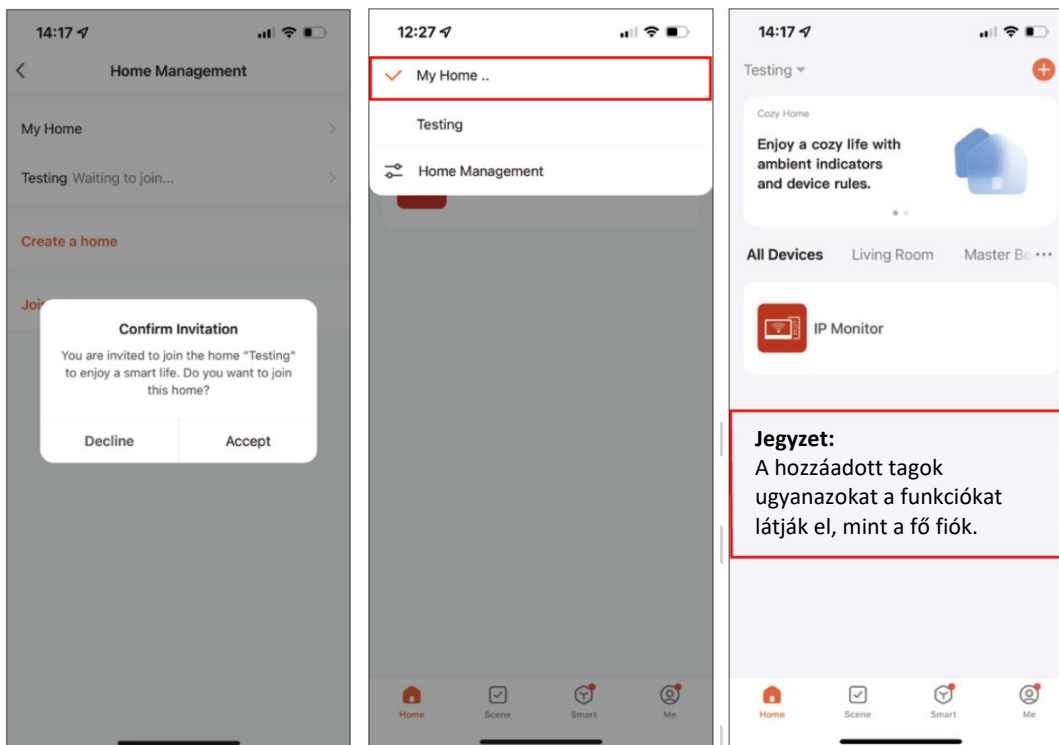 14:17
Home Management
My Home
Testing Waiting to join...
Create a home
Confirm Invitation
You are invited to join the home "Testing"
to enjoy a smart life. Do you want to join
this home?
Decline Accept
12:27
My Home ..
Testing
Home Management
Home Scene Smart Me
14:17
Testing
Cozy Home
Enjoy a cozy life with
ambient indicators
and device rules.
All Devices Living Room Master
IP Monitor
Jegyzet:
A hozzáadott tagok
ugyanazokat a funkciókat
látják el, mint a fő fiók.
Home Scene Smart Me